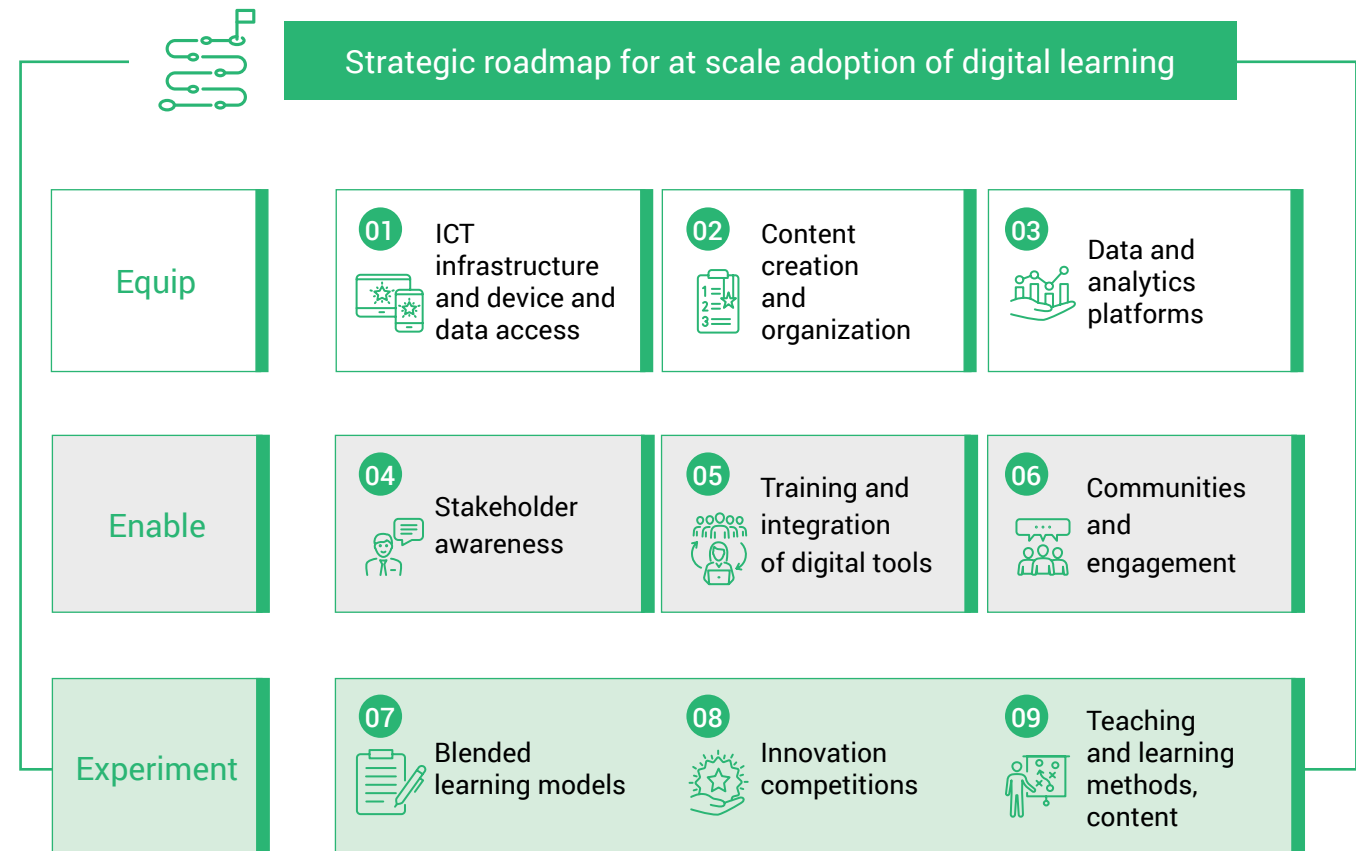 Strategic roadmap for at scale adoption of digital learning
Equip
01
ICT
infrastructure
and device and
data access
02
Content
creation
and
organization
1
2
3
03
Data and
analytics
platforms
Enable
04
Stakeholder
awareness
05
Training and
integration
of digital tools
06
Communities
and
engagement
Experiment
07
Blended
learning models
08
Innovation
competitions
09
Teaching
and learning
methods,
content